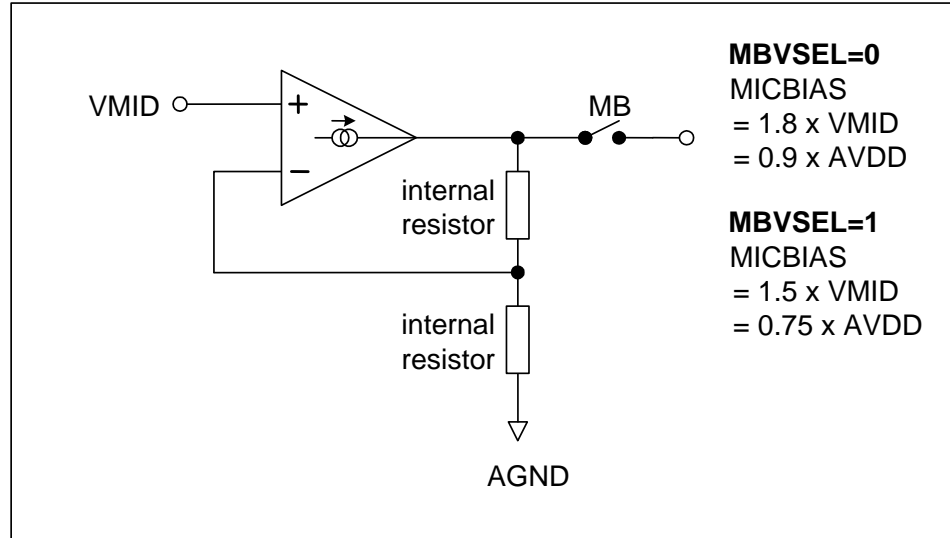 VMID
+
−
MB
internal
resistor
internal
resistor
AGND
MBVSEL=0
MICBIAS
= 1.8 x VMID
= 0.9 x AVDD
MBVSEL=1
MICBIAS
= 1.5 x VMID
= 0.75 x AVDD